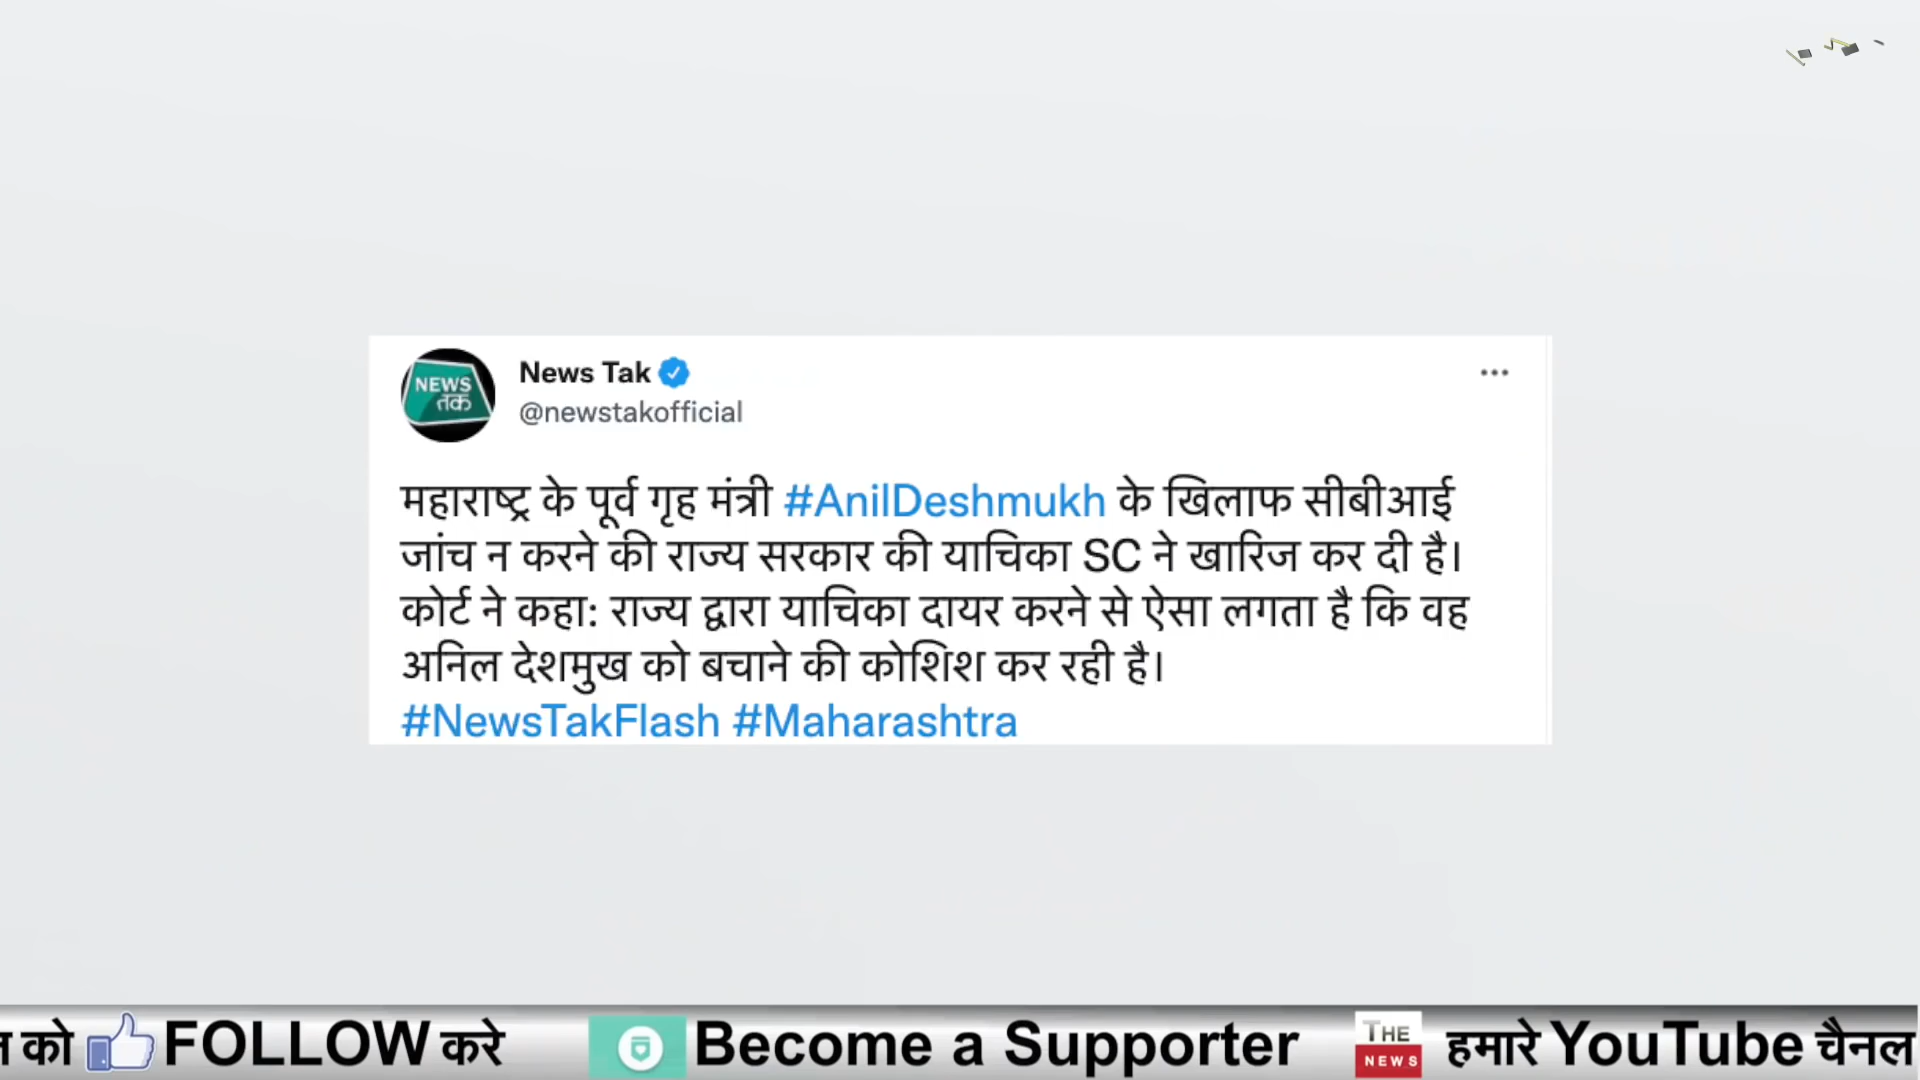 NEWS
तक
News Tak
@newstakofficial
महाराष्ट्र के पूर्व गृह मंत्री #AnilDeshmukh के खिलाफ सीबीआई
जांच न करने की राज्य सरकार की याचिका SC ने खारिज कर दी है।
कोर्ट ने कहा: राज्य द्वारा याचिका दायर करने से ऐसा लगता है कि वह
अनिल देशमुख को बचाने की कोशिश कर रही है।
#NewsTakFlash #Maharashtra
को FOLLOW करे Become a Supporter THE NEWS हमारे YouTube चैनल